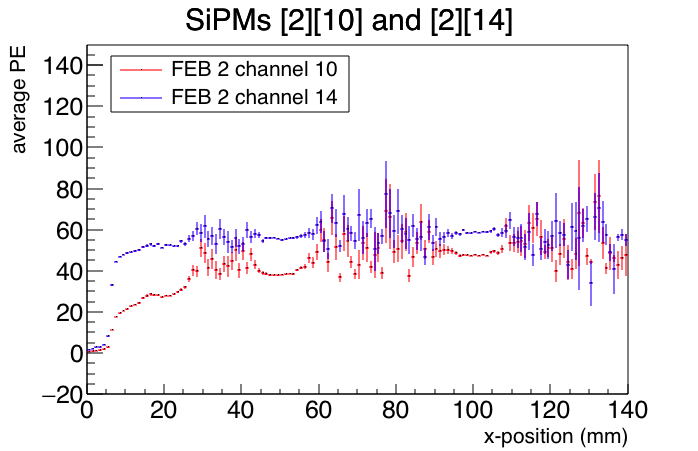 SiPMs [2][10] and [2][14]
average PE
FEB 2 channel 10
FEB 2 channel 14
140
120
100
80
60
40
20
0
−20
0 20 40 60 80 100 120 140
x-position (mm)